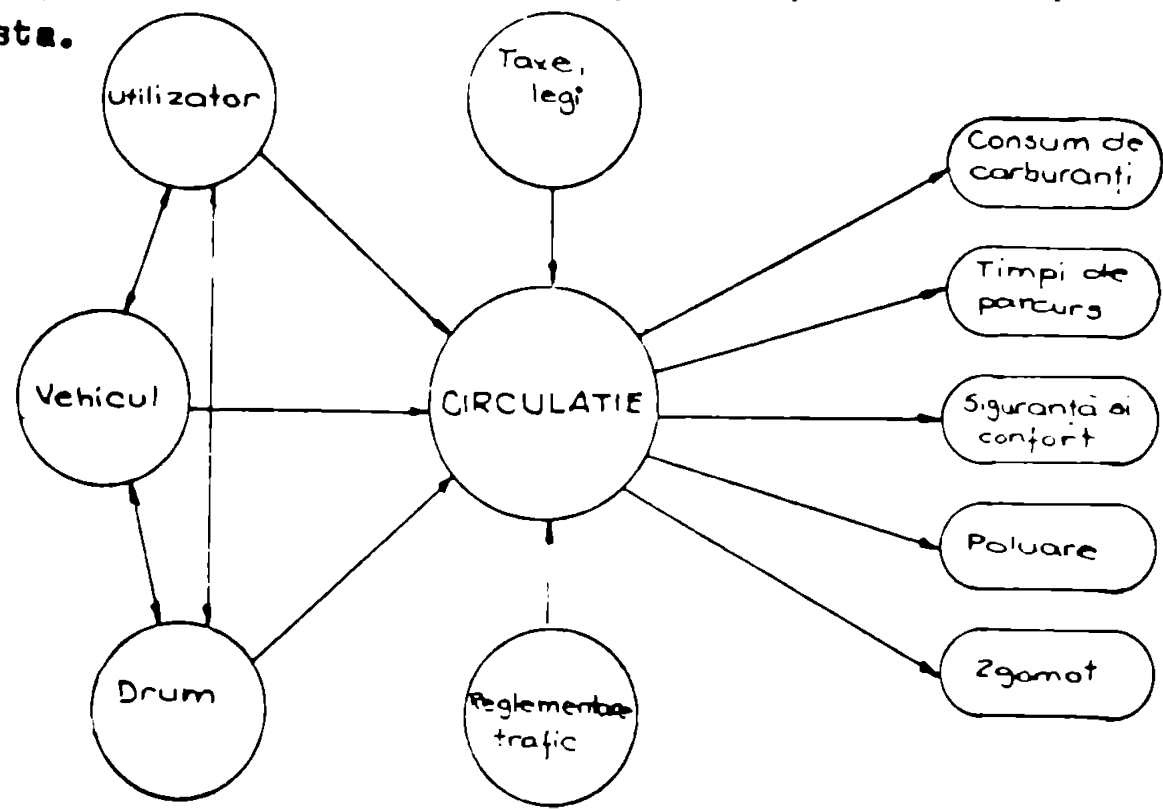 sta.
utilizator
Taxe,
legi
Consum de
carburanți
Timpi de
parcurs
Vehicul
CIRCULATIE
Siguranță si
confort
Poluare
Drum
Reglementare
trafic
Zgomot